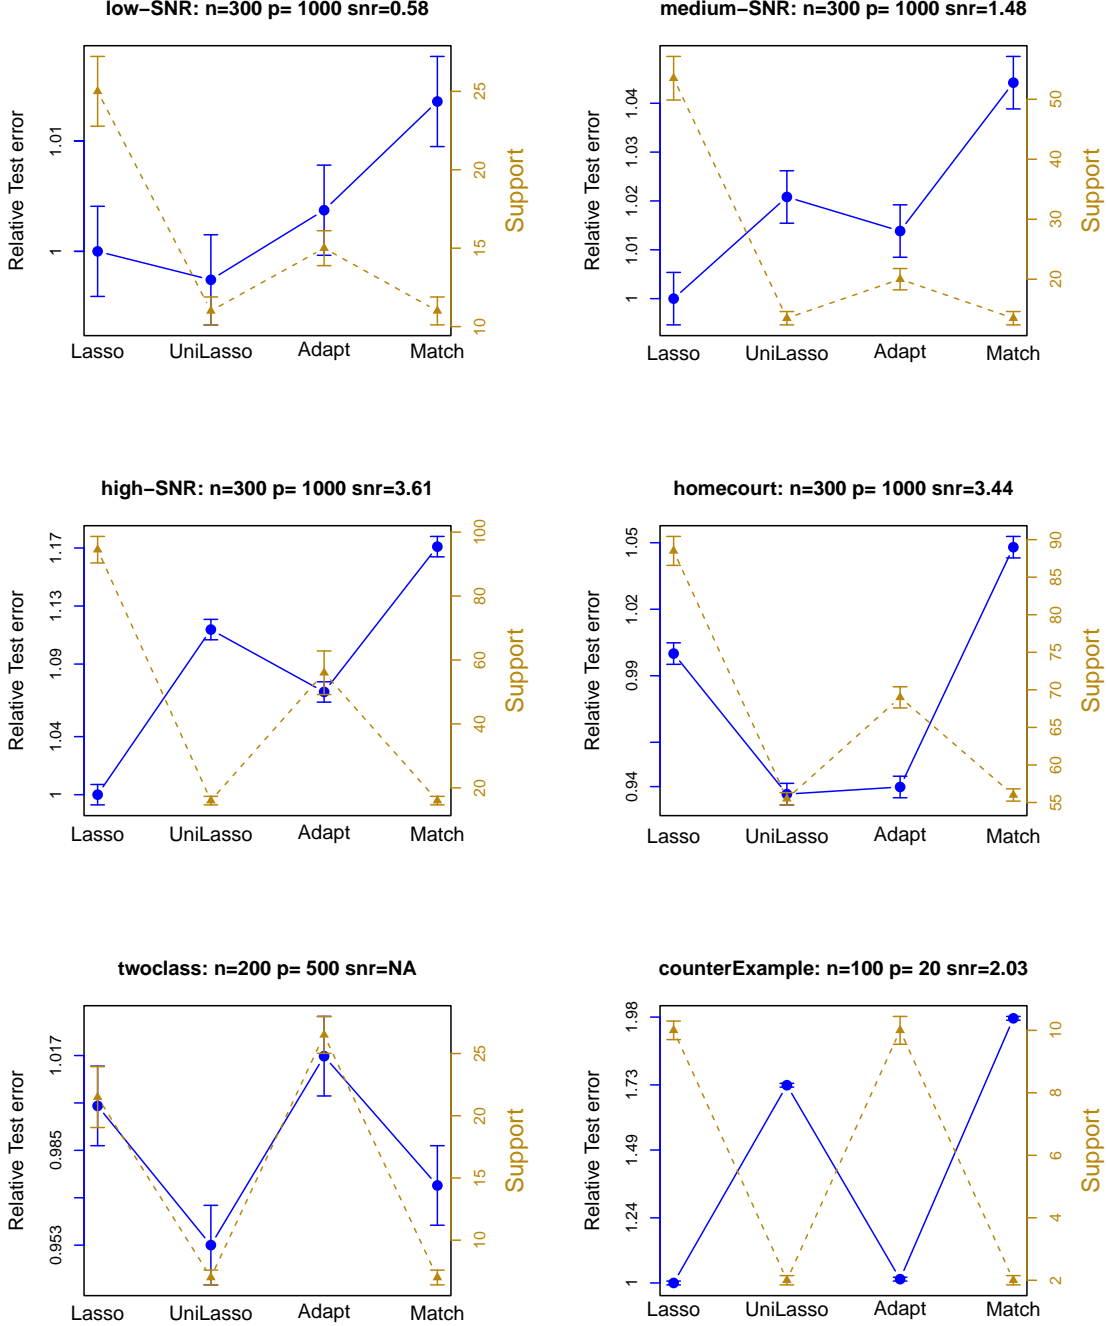 low−SNR: n=300 p= 1000 snr=0.58
Relative Test error
1
1.01
10
15
20
25
Support
Lasso
UniLasso
Adapt
Match
medium−SNR: n=300 p= 1000 snr=1.48
Relative Test error
1
1.01
1.02
1.03
1.04
20
30
40
50
Support
Lasso
UniLasso
Adapt
Match
high−SNR: n=300 p= 1000 snr=3.61
Relative Test error
1
1.04
1.09
1.13
1.17
20
40
60
80
100
Support
Lasso
UniLasso
Adapt
Match
homecourt: n=300 p= 1000 snr=3.44
Relative Test error
0.94
0.99
1.02
1.05
55
60
65
70
75
80
85
90
Support
Lasso
UniLasso
Adapt
Match
twoclass: n=200 p= 500 snr=NA
Relative Test error
0.953
0.985
1.017
10
15
20
25
Support
Lasso
UniLasso
Adapt
Match
counterExample: n=100 p= 20 snr=2.03
Relative Test error
1
1.24
1.49
1.73
1.98
2
4
6
8
10
Support
Lasso
UniLasso
Adapt
Match